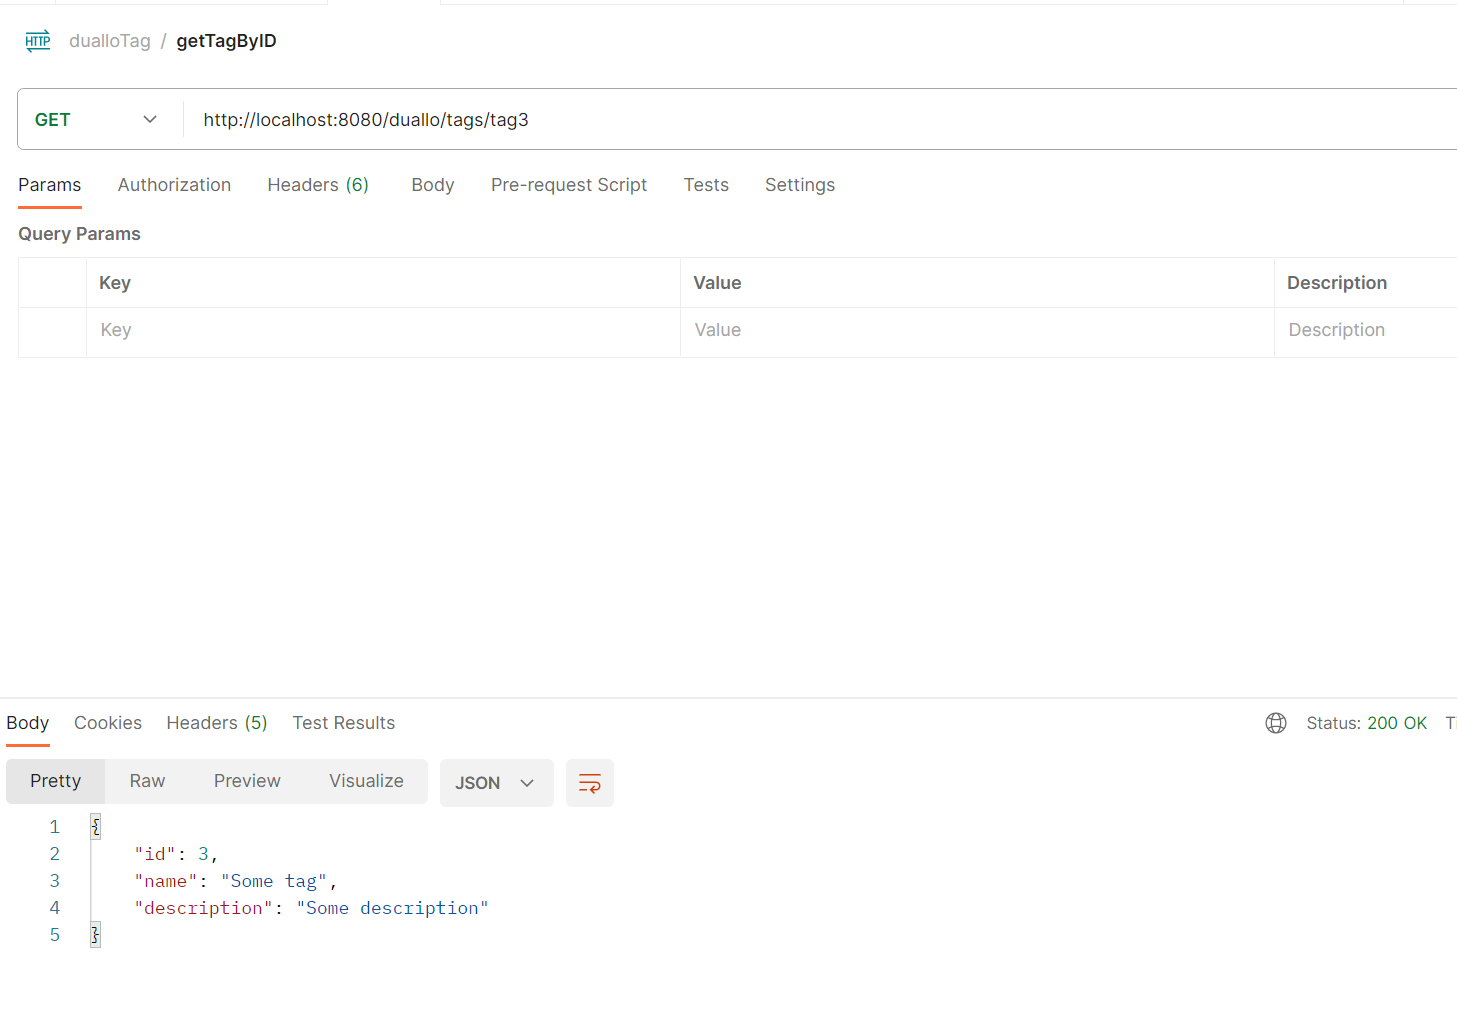 HTTP dualloTag / getTagByID
GET http://localhost:8080/duallo/tags/tag3
Params Authorization Headers (6) Body Pre-request Script Tests Settings
Query Params
Key Value Description
Key Value Description
Body Cookies Headers (5) Test Results Status: 200 OK
Pretty Raw Preview Visualize JSON
1 {
2 "id": 3,
3 "name": "Some tag",
4 "description": "Some description"
5 }